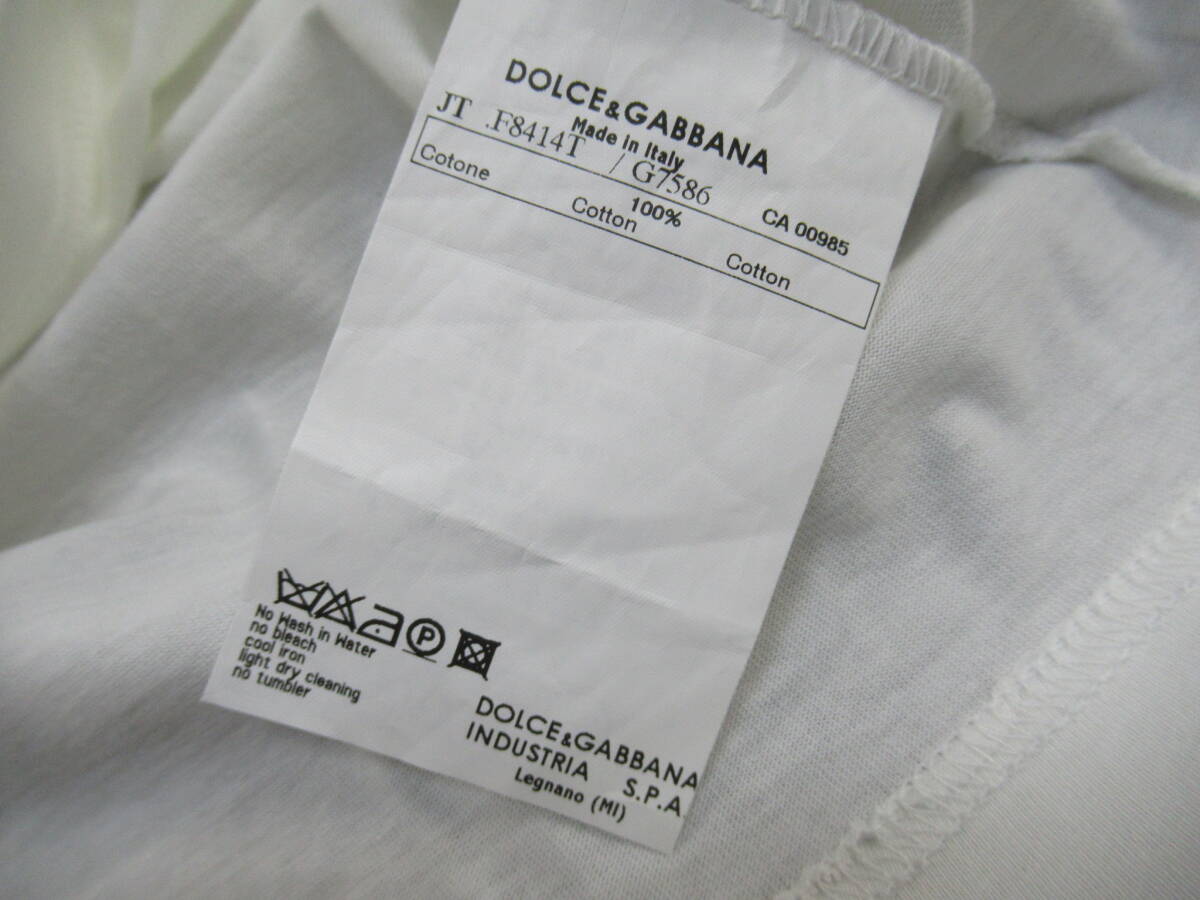 DOLCE&GABBANA
Made in Italy
JT .F8414T / G7586
CA 00985
100%
Cotone Cotton Cotton
P
No Wash in Water
no bleach
cool iron
light dry cleaning
no tumbler
DOLCE&GABBANA
INDUSTRIA S.P.A.
Legnano (MI)